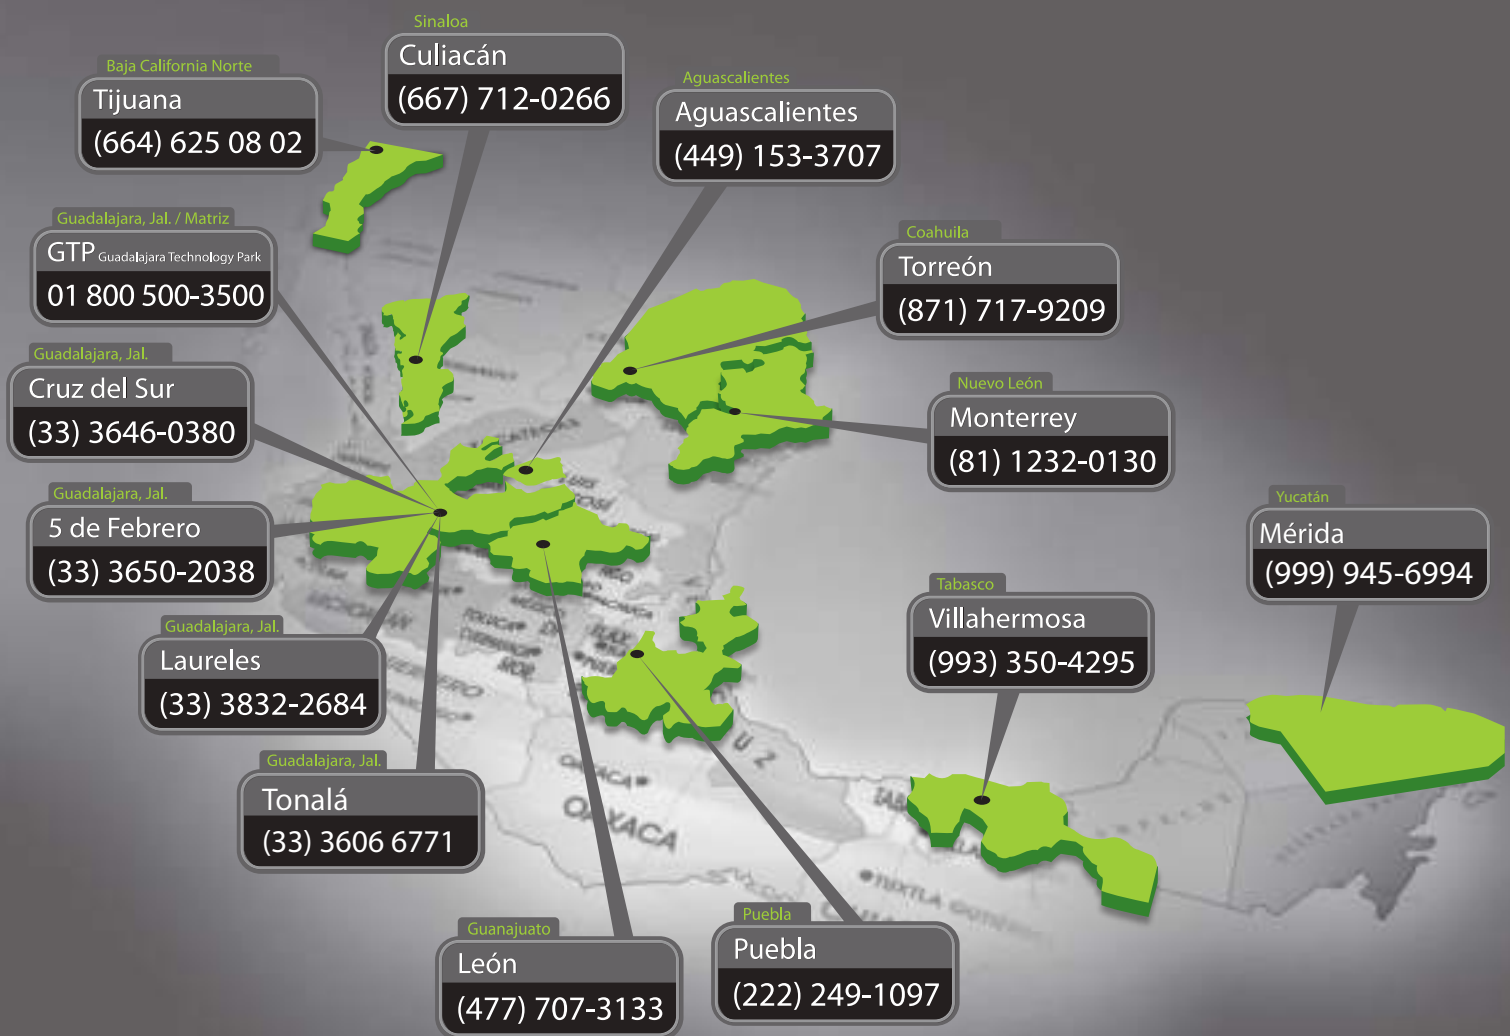 Sinaloa
Culiacán
(667) 712-0266
Baja California Norte
Tijuana
(664) 625 08 02
Aguascalientes
Aguascalientes
(449) 153-3707
Guadalajara, Jal. / Matriz
GTP Guadalajara Technology Park
01 800 500-3500
Coahuila
Torreón
(871) 717-9209
Guadalajara, Jal.
Cruz del Sur
(33) 3646-0380
Nuevo León
Monterrey
(81) 1232-0130
Guadalajara, Jal.
5 de Febrero
(33) 3650-2038
Yucatán
Mérida
(999) 945-6994
Tabasco
Villahermosa
(993) 350-4295
Guadalajara, Jal.
Laureles
(33) 3832-2684
Guadalajara, Jal.
Tonalá
(33) 3606 6771
OAXACA
OAXACA
Guanajuato
León
(477) 707-3133
Puebla
Puebla
(222) 249-1097